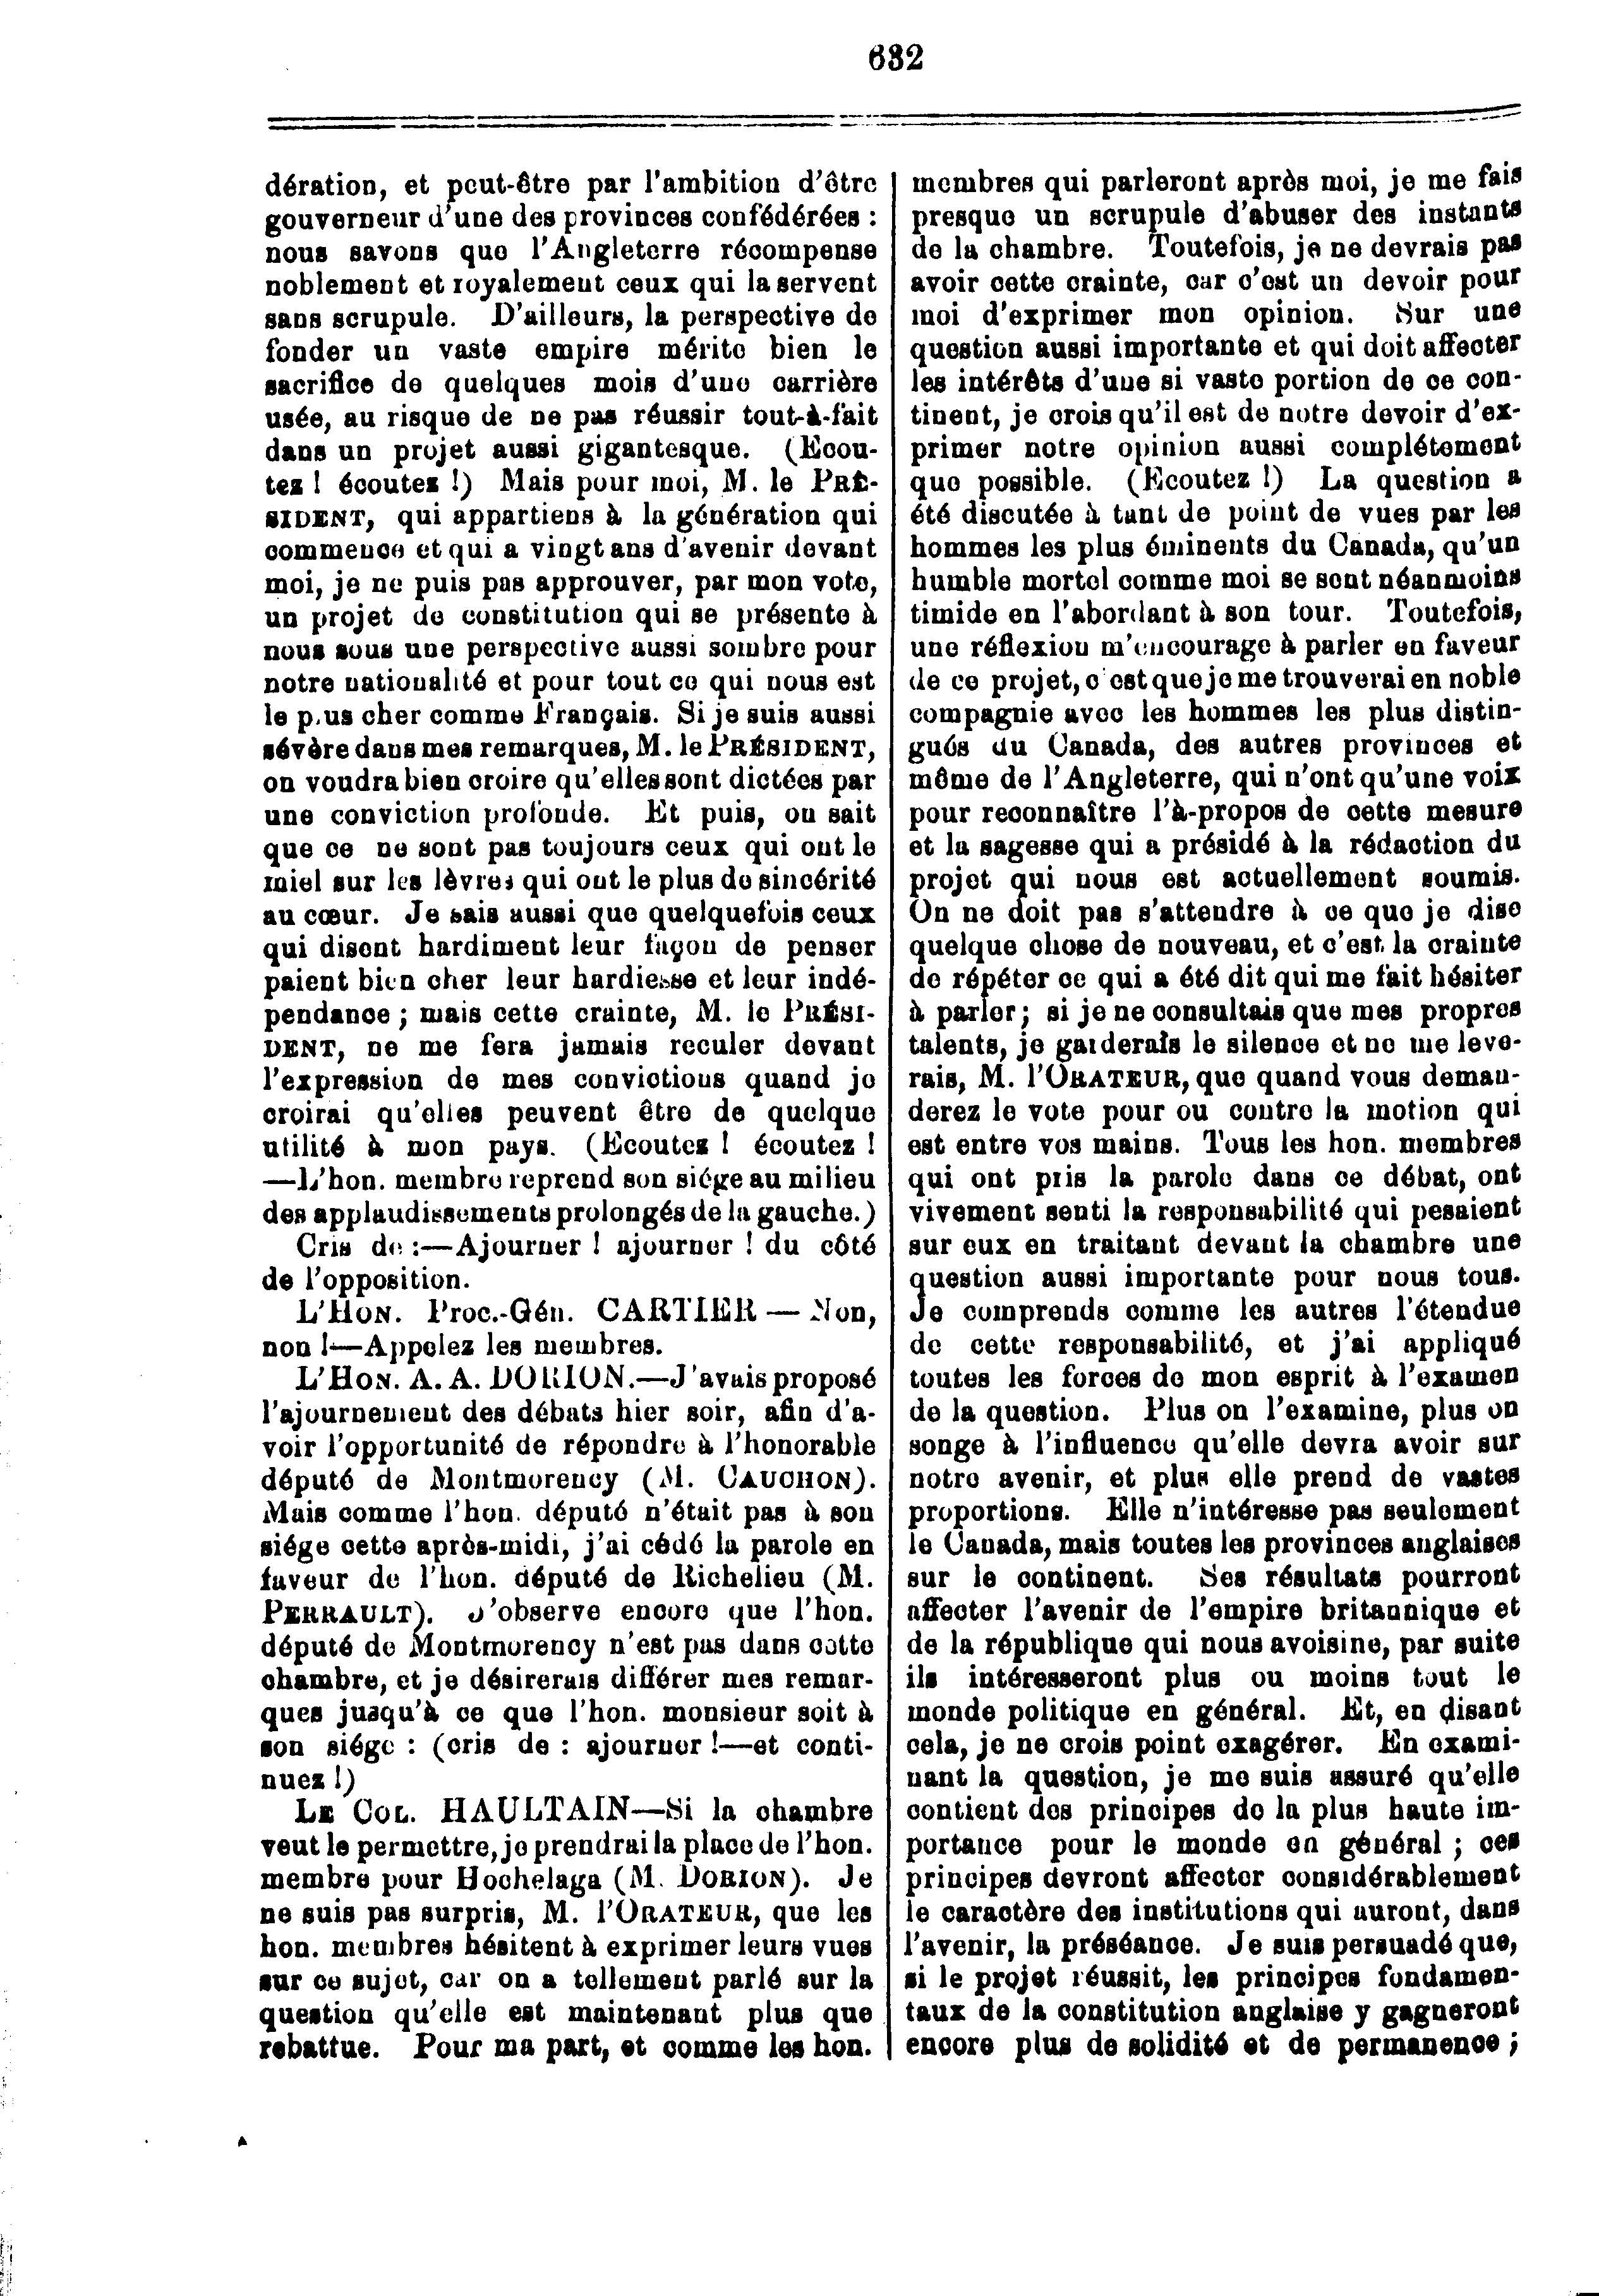 632
dération, et peut-être par l'ambition d'être
gouverneur d'une des provinces confédérées :
nous savons que l'Angleterre récompense
noblement et royalement ceux qui la servent
sans scrupule. D'ailleurs, la perspective de
fonder un vaste empire mérite bien le
sacrifice de quelques mois d'une carrière
usée, au risque de ne pas réussir tout-à-fait
dans un projet aussi gigantesque. (Ecou-
tez ! écoutez !) Mais pour moi, M. le PRÉ-
SIDENT, qui appartiens à la génération qui
commence et qui a vingt ans d'avenir devant
moi, je ne puis pas approuver, par mon vote,
un projet de constitution qui se présente à
nous sous une perspective aussi sombre pour
notre nationalité et pour tout ce qui nous est
le plus cher comme Français. Si je suis aussi
sévère dans mes remarques, M. le PRÉSIDENT,
on voudra bien croire qu'elles sont dictées par
une conviction profonde. Et puis, on sait
que ce ne sont pas toujours ceux qui ont le
miel sur les lèvres qui ont le plus de sincérité
au cœur. Je sais aussi que quelquefois ceux
qui disent hardiment leur façon de penser
paient bien cher leur hardiesse et leur indé-
pendance ; mais cette crainte, M. le PRÉSI-
DENT, ne me fera jamais reculer devant
l'expression de mes convictions quand je
croirai qu'elles peuvent être de quelque
utilité à mon pays. (Ecoutez ! écoutez !
—L'hon. membre reprend son siége au milieu
des applaudissements prolongés de la gauche.)
Cris de :—Ajourner ! ajourner ! du côté
de l'opposition.
L'HON. Proc.-Gén. CARTIER — Non,
non !—Appelez les membres.
L'HON. A. A. DORION.—J'avais proposé
l'ajournement des débats hier soir, afin d'a-
voir l'opportunité de répondre à l'honorable
député de Montmorency (M. CAUCHON).
Mais comme l'hon. député n'était pas à son
siége cette après-midi, j'ai cédé la parole en
faveur de l'hon. député de Richelieu (M.
PERRAULT). J'observe encore que l'hon.
député de Montmorency n'est pas dans cette
chambre, et je désirerais différer mes remar-
ques jusqu'à ce que l'hon. monsieur soit à
son siége : (cris de : ajourner !—et conti-
nuez !)
LE COL. HAULTAIN—Si la chambre
veut le permettre, je prendrai la place de l'hon.
membre pour Hochelaga (M. DORION). Je
ne suis pas surpris, M. l'ORATEUR, que les
hon. membres hésitent à exprimer leurs vues
sur ce sujet, car on a tellement parlé sur la
question qu'elle est maintenant plus que
rebattue. Pour ma part, et comme les hon.
membres qui parleront après moi, je me fais
presque un scrupule d'abuser des instants
de la chambre. Toutefois, je ne devrais pas
avoir cette crainte, car c'est un devoir pour
moi d'exprimer mon opinion. Sur une
question aussi importante et qui doit affecter
les intérêts d'une si vaste portion de ce con-
tinent, je crois qu'il est de notre devoir d'ex-
primer notre opinion aussi complétement
que possible. (Ecoutez !) La question a
été discutée à tant de point de vues par les
hommes les plus éminents du Canada, qu'un
humble mortel comme moi se sent néanmoins
timide en l'abordant à son tour. Toutefois,
une réflexion m'encourage à parler en faveur
de ce projet, c'est que je me trouverai en noble
compagnie avec les hommes les plus distin-
gués du Canada, des autres provinces et
même de l'Angleterre, qui n'ont qu'une voix
pour reconnaître l'à-propos de cette mesure
et la sagesse qui a présidé à la rédaction du
projet qui nous est actuellement soumis.
On ne doit pas s'attendre à ce que je dise
quelque chose de nouveau, et c'est la crainte
de répéter ce qui a été dit qui me fait hésiter
à parler ; si je ne consultais que mes propres
talents, je garderais le silence et ne me leve-
rais, M. l'ORATEUR, que quand vous deman-
derez le vote pour ou contre la motion qui
est entre vos mains. Tous les hon. membres
qui ont pris la parole dans ce débat, ont
vivement senti la responsabilité qui pesaient
sur eux en traitant devant la chambre une
question aussi importante pour nous tous.
Je comprends comme les autres l'étendue
de cette responsabilité, et j'ai appliqué
toutes les forces de mon esprit à l'examen
de la question. Plus on l'examine, plus on
songe à l'influence qu'elle devra avoir sur
notre avenir, et plus elle prend de vastes
proportions. Elle n'intéresse pas seulement
le Canada, mais toutes les provinces anglaises
sur le continent. Ses résultats pourront
affecter l'avenir de l'empire britannique et
de la république qui nous avoisine, par suite
ils intéresseront plus ou moins tout le
monde politique en général. Et, en disant
cela, je ne crois point exagérer. En exami-
nant la question, je me suis assuré qu'elle
contient des principes de la plus haute im-
portance pour le monde en général ; ces
principes devront affecter considérablement
le caractère des institutions qui auront, dans
l'avenir, la préséance. Je suis persuadé que,
si le projet réussit, les principes fondamen-
taux de la constitution anglaise y gagneront
encore plus de solidité et de permanence ;